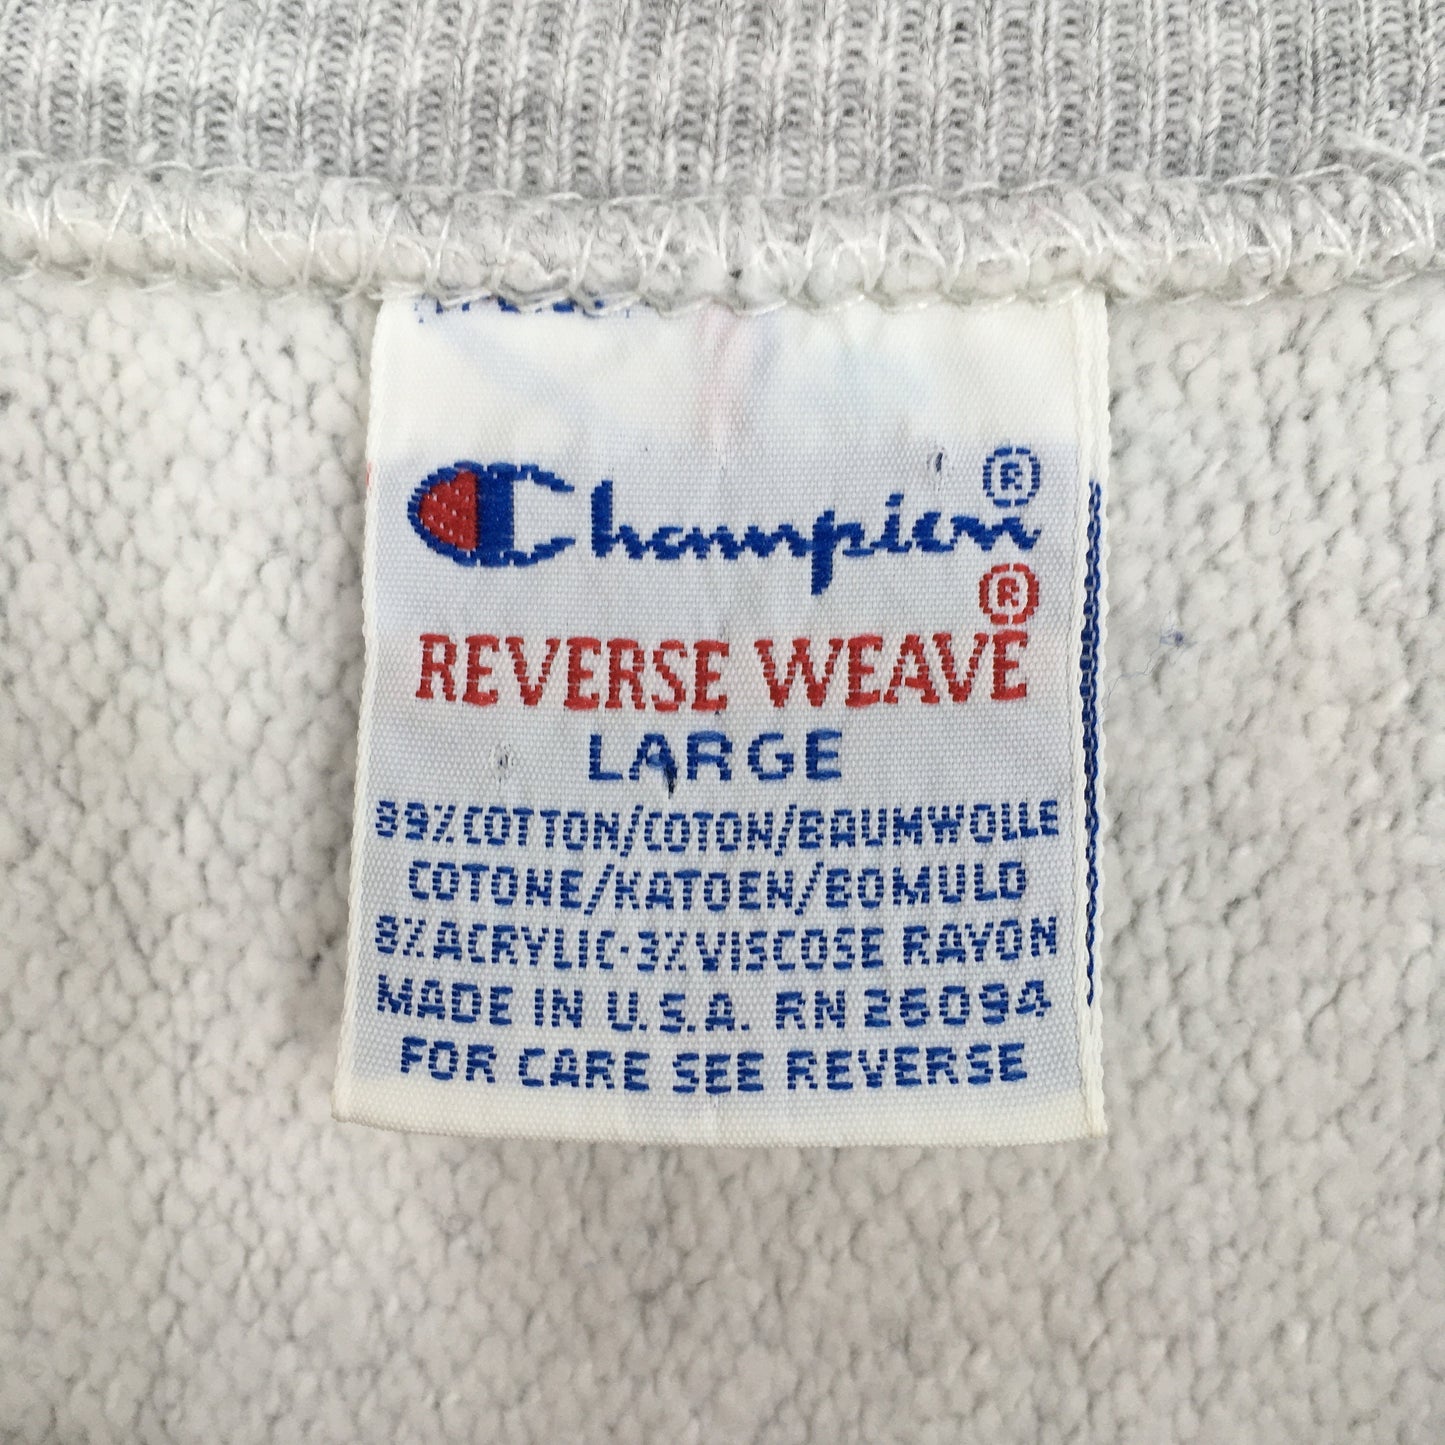 Champion®
®
REVERSE WEAVE
LARGE
89%COTTON/COTON/BAUMWOLLE
COTONE/KATOEN/BOMULD
8%ACRYLIC·3%VISCOSE RAYON
MADE IN U.S.A. RN 26094
FOR CARE SEE REVERSE